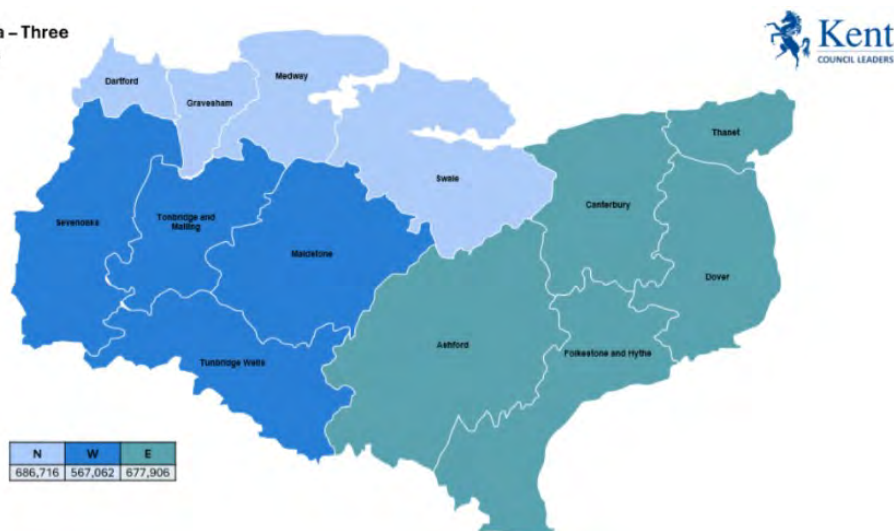 a – Three
Kent
COUNCIL LEADERS
Dartford
Gravesham
Medway
Thanet
Swale
Canterbury
Sevenoaks
Tonbridge and
Malling
Maidstone
Dover
Ashford
Folkestone and Hythe
Tunbridge Wells
N W E
686,716 567,062 677,906